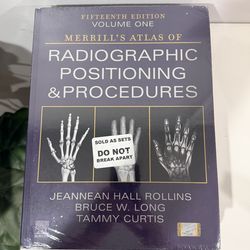 FIFTEENTH EDITION
VOLUME ONE
MERRILL'S ATLAS OF
RADIOGRAPHIC
POSITIONING
& PROCEDURES
SOLD AS SETS
DO NOT
BREAK APART
JEANNEAN HALL ROLLINS
BRUCE W. LONG
TAMMY CURTIS